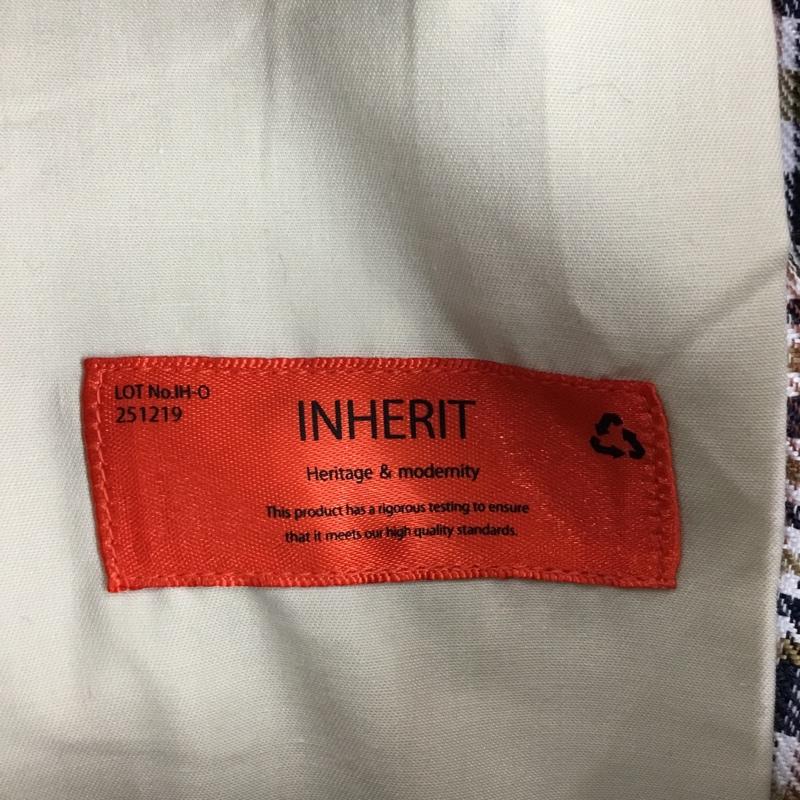 LOT No.IH-O
251219
INHERIT
Heritage & modernity
This product has a rigorous testing to ensure
that it meets our high quality standards.